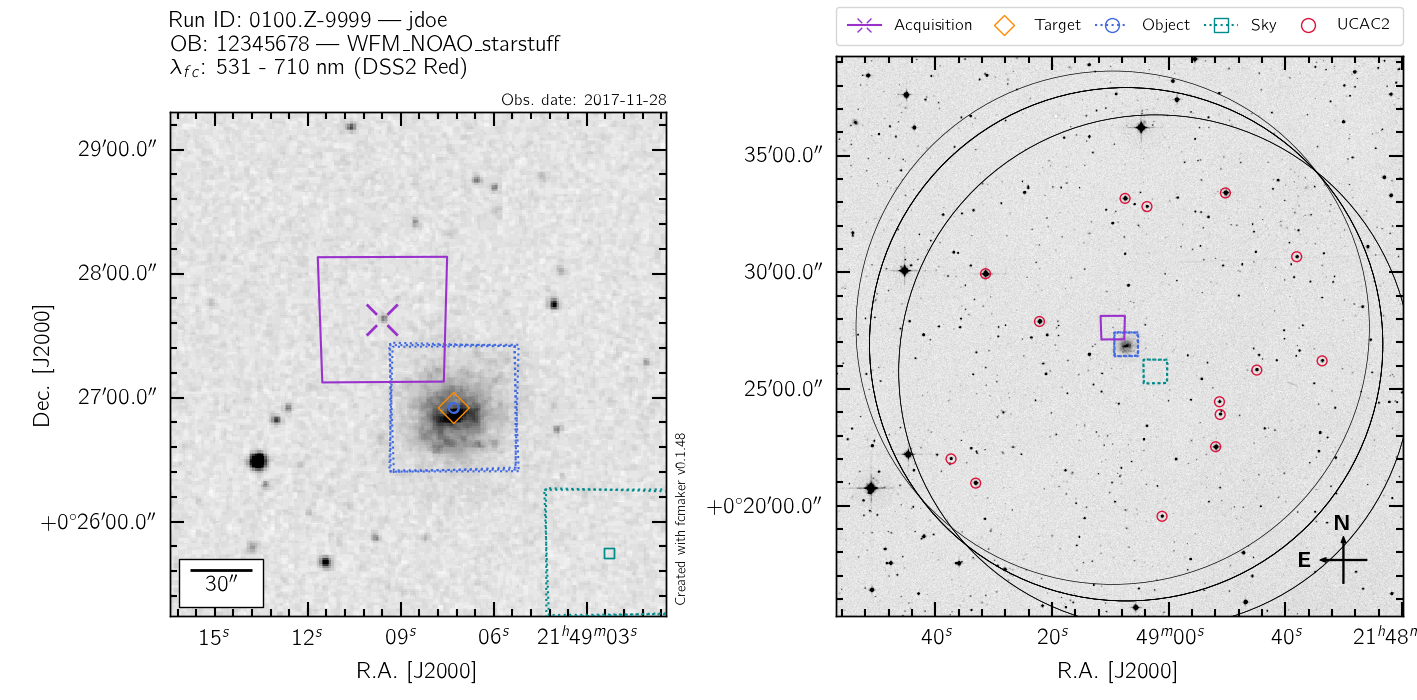 Run ID: 0100.Z-9999 — jdoe
OB: 12345678 — WFM_NOAO_starstuff
λfc: 531 - 710 nm (DSS2 Red)
Obs. date: 2017-11-28
29′00.0″
28′00.0″
27′00.0″
+0°26′00.0″
Dec. [J2000]
30″
15s 12s 09s 06s 21h49m03s
R.A. [J2000]
Created with fcmaker v0.1.48
Acquisition Target Object Sky UCAC2
35′00.0″
30′00.0″
25′00.0″
+0°20′00.0″
N
E
40s 20s 49m00s 40s 21h48m
R.A. [J2000]